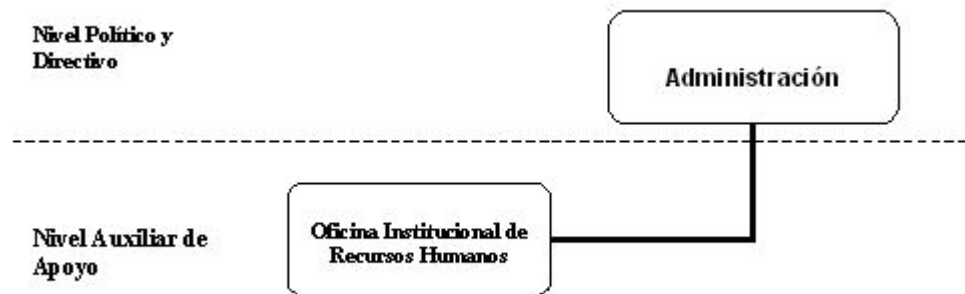 Nivel Político y
Directivo
Administración
Nivel Auxiliar de
Apoyo
Oficina Institucional de
Recursos Humanos